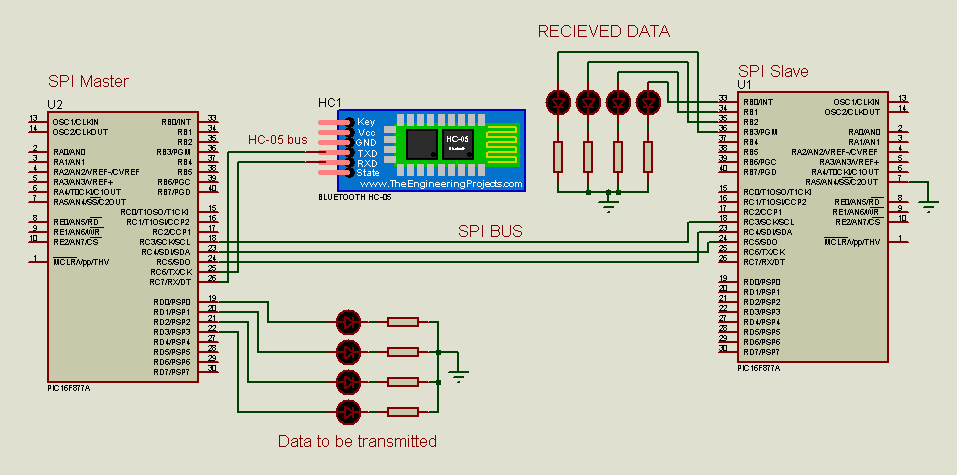 RECIEVED DATA
SPI Master
U2
13 OSC1/CLKIN RB0/INT 33
14 OSC2/CLKOUT RB1 34
RB2 35
RB3/PGM 36
2 RA0/AN0 RB4 37
3 RA1/AN1 RB5 38
4 RA2/AN2/VREF-/CVREF RB6/PGC 39
5 RA3/AN3/VREF+ RB7/PGD 40
6 RA4/T0CKI/C1OUT
7 RA5/AN4/SS/C2OUT
RC0/T1OSO/T1CKI 15
RC1/T1OSI/CCP2 16
RC2/CCP1 17
RC3/SCK/SCL 18
RC4/SDI/SDA 23
RC5/SDO 24
RC6/TX/CK 25
RC7/RX/DT 26
8 RE0/AN5/RD
9 RE1/AN6/WR
10 RE2/AN7/CS
1 MCLR/Vpp/THV
RD0/PSP0 19
RD1/PSP1 20
RD2/PSP2 21
RD3/PSP3 22
RD4/PSP4 27
RD5/PSP5 28
RD6/PSP6 29
RD7/PSP7 30
PIC16F877A
HC-05 bus
HC1
Key
Vcc
GND
TXD
RXD
State
HC-05
Bluetooth
www.TheEngineeringProjects.com
BLUETOOTH HC-05
SPI BUS
Data to be transmitted
SPI Slave
U1
33 RB0/INT OSC1/CLKIN 13
34 RB1 OSC2/CLKOUT 14
35 RB2
36 RB3/PGM RA0/AN0 2
37 RB4 RA1/AN1 3
38 RB5 RA2/AN2/VREF-/CVREF 4
39 RB6/PGC RA3/AN3/VREF+ 5
40 RB7/PGD RA4/T0CKI/C1OUT 6
RA5/AN4/SS/C2OUT 7
15 RC0/T1OSO/T1CKI
16 RC1/T1OSI/CCP2 RE0/AN5/RD 8
17 RC2/CCP1 RE1/AN6/WR 9
18 RC3/SCK/SCL RE2/AN7/CS 10
23 RC4/SDI/SDA
24 RC5/SDO MCLR/Vpp/THV 1
25 RC6/TX/CK
26 RC7/RX/DT
19 RD0/PSP0
20 RD1/PSP1
21 RD2/PSP2
22 RD3/PSP3
27 RD4/PSP4
28 RD5/PSP5
29 RD6/PSP6
30 RD7/PSP7
PIC16F877A